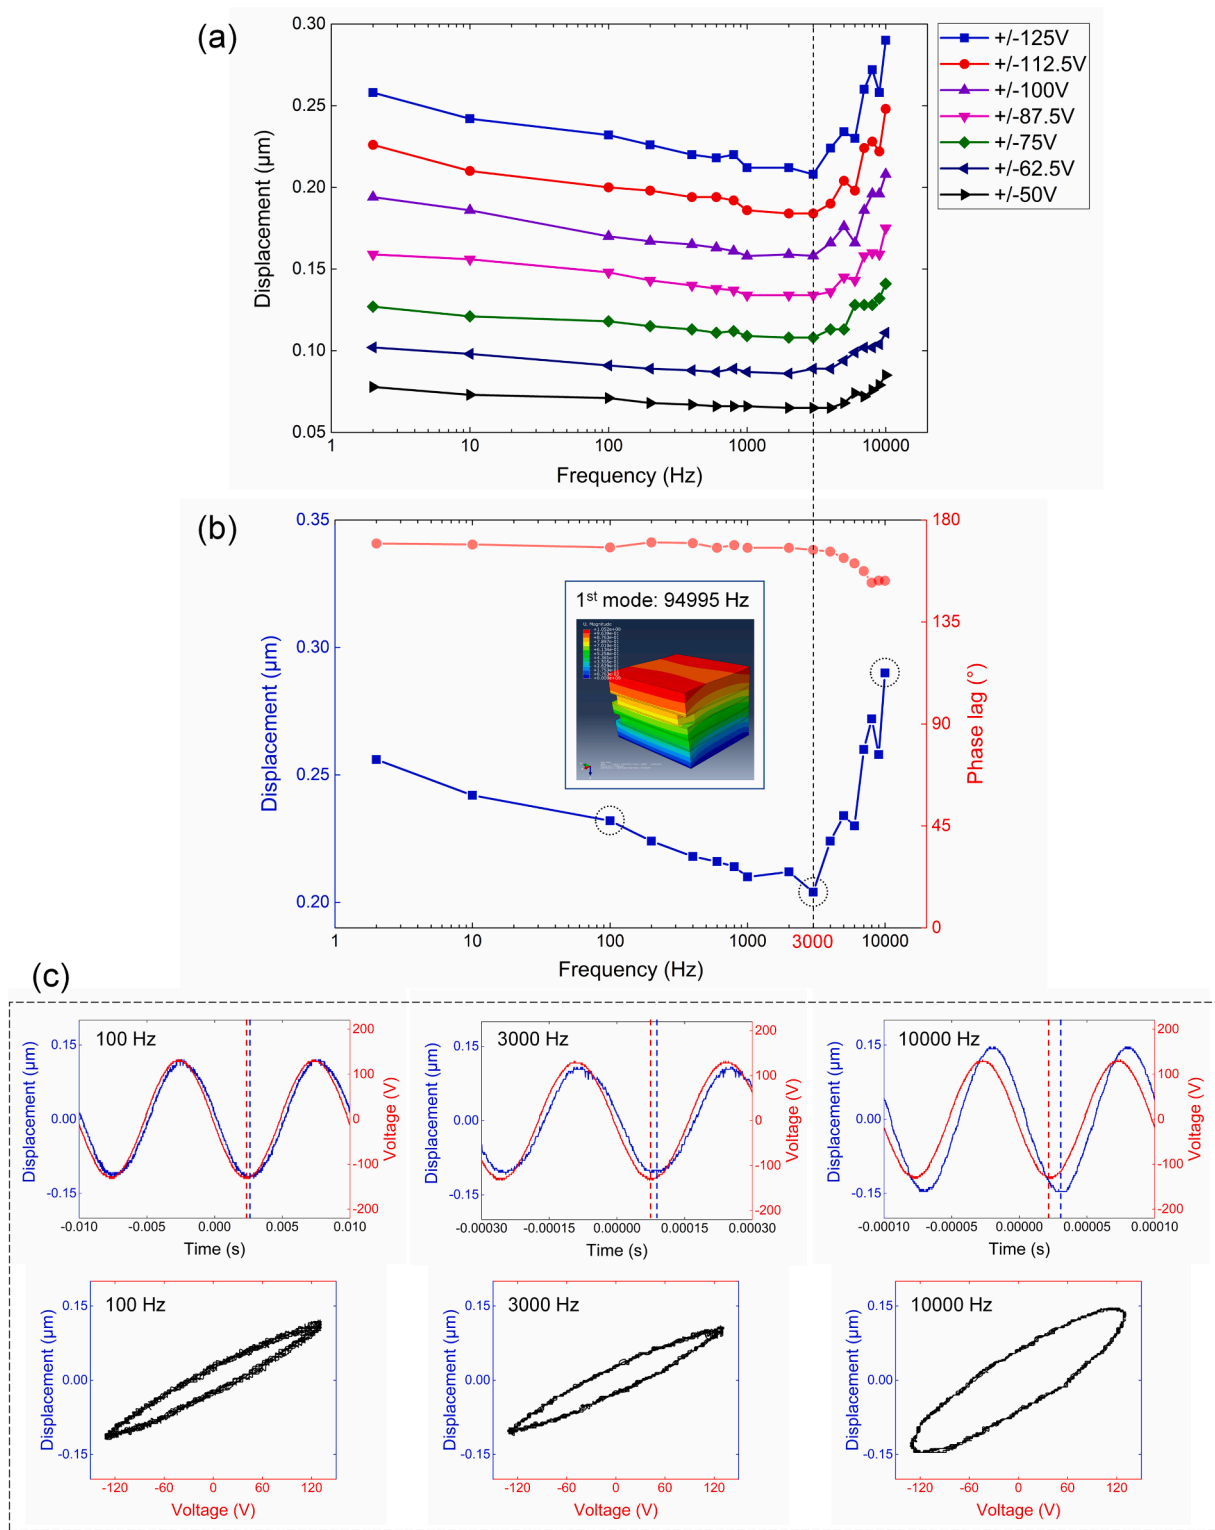 (a)
0.30
0.25
0.20
0.15
0.10
0.05
Displacement (μm)
1 10 100 1000 10000
Frequency (Hz)
+/-125V
+/-112.5V
+/-100V
+/-87.5V
+/-75V
+/-62.5V
+/-50V
(b)
0.35
0.30
0.25
0.20
Displacement (μm)
180
135
90
45
0
Phase lag (°)
1st mode: 94995 Hz
U, Magnitude
1 10 100 1000 3000 10000
Frequency (Hz)
(c)
100 Hz
0.15
0.00
-0.15
Displacement (μm)
200
100
0
-100
-200
Voltage (V)
-0.010 -0.005 0.000 0.005 0.010
Time (s)
3000 Hz
0.15
0.00
-0.15
Displacement (μm)
200
100
0
-100
-200
Voltage (V)
-0.00030 -0.00015 0.00000 0.00015 0.00030
Time (s)
10000 Hz
0.15
0.00
-0.15
Displacement (μm)
200
100
0
-100
-200
Voltage (V)
-0.00010 -0.00005 0.00000 0.00005 0.00010
Time (s)
100 Hz
0.15
0.00
-0.15
Displacement (μm)
-120 -60 0 60 120
Voltage (V)
3000 Hz
0.15
0.00
-0.15
Displacement (μm)
-120 -60 0 60 120
Voltage (V)
10000 Hz
0.15
0.00
-0.15
Displacement (μm)
-120 -60 0 60 120
Voltage (V)